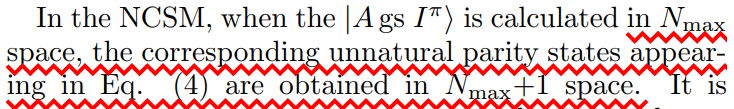 In the NCSM, when the |A gs I^π⟩ is calculated in N_max
space, the corresponding unnatural parity states appear-
ing in Eq. (4) are obtained in N_max+1 space. It is